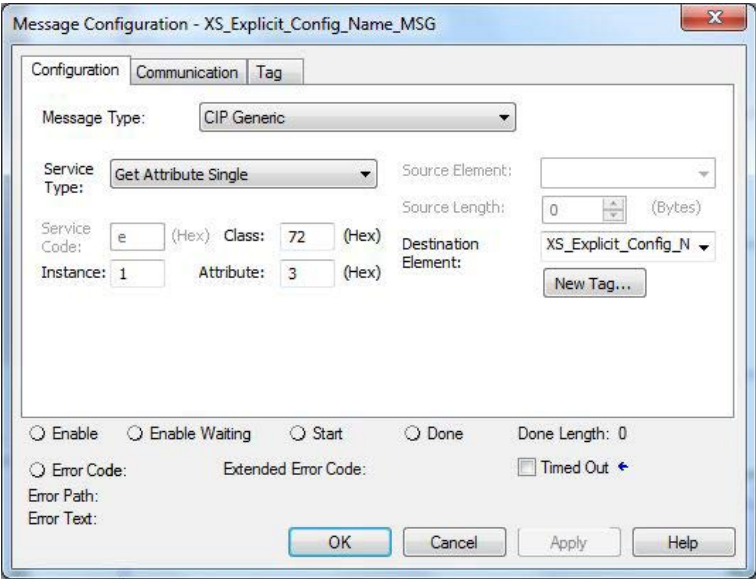 Message Configuration - XS_Explicit_Config_Name_MSG
x
Configuration Communication Tag
Message Type: CIP Generic
Service Type: Get Attribute Single
Source Element:
Source Length: 0 (Bytes)
Service Code: e (Hex) Class: 72 (Hex)
Destination Element: XS_Explicit_Config_N
Instance: 1 Attribute: 3 (Hex)
New Tag...
Enable Enable Waiting Start Done Done Length: 0
Error Code: Extended Error Code: Timed Out ←
Error Path:
Error Text:
OK Cancel Apply Help